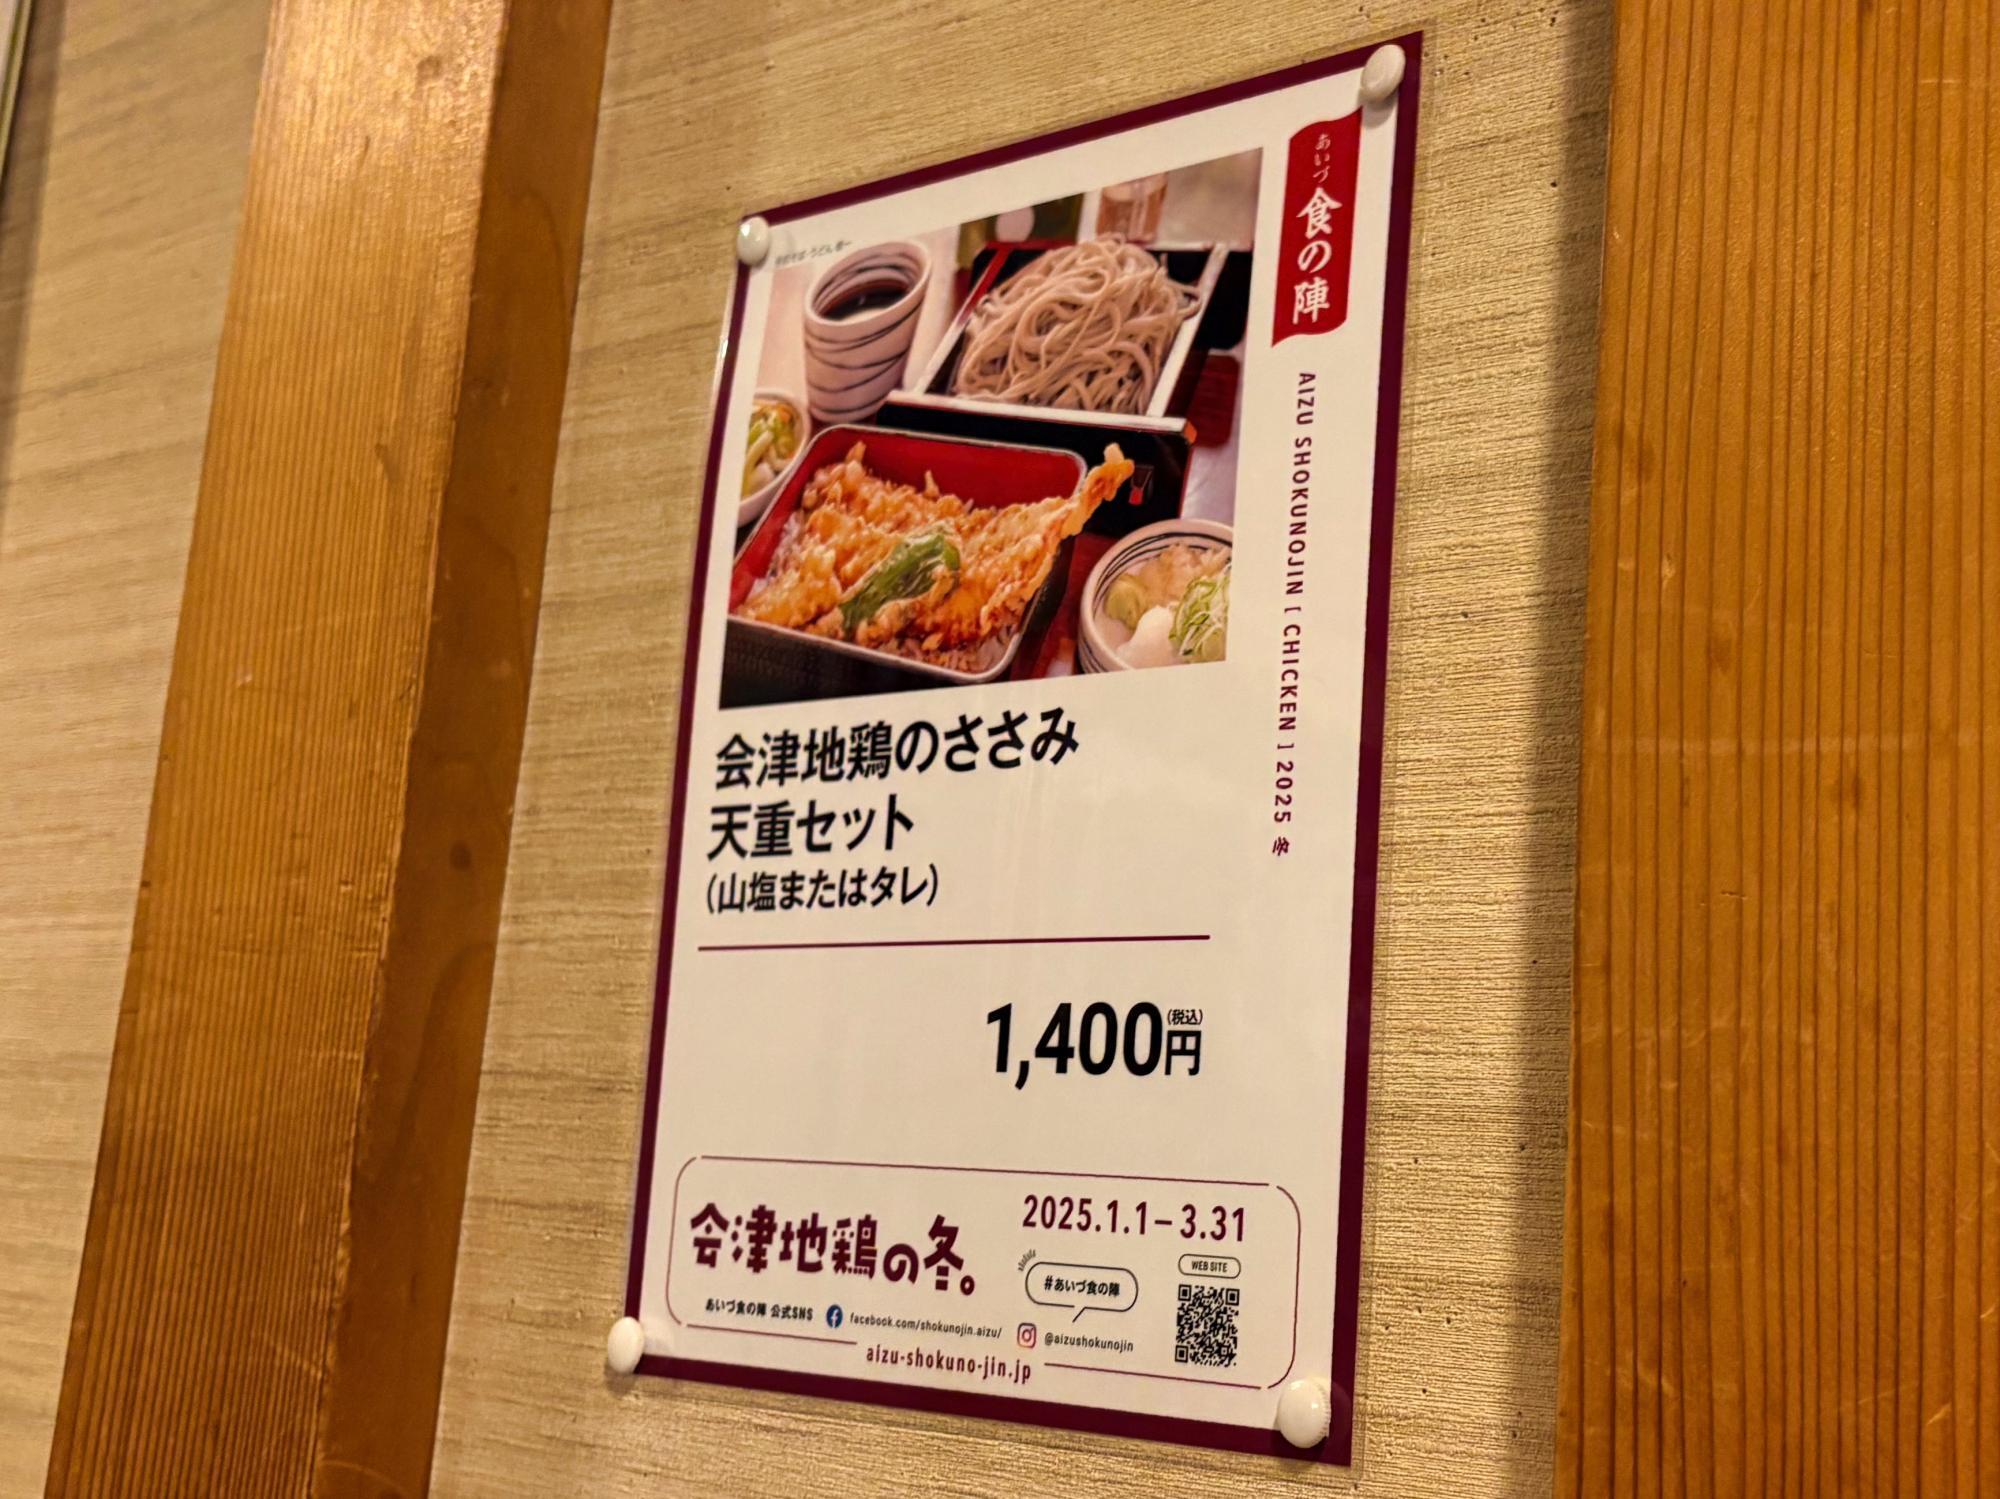 あいづ
食の陣
AIZU SHOKUNOJIN [ CHICKEN ] 2025 冬
会津地鶏のささみ
天重セット
(山塩またはタレ)
1,400円(税込)
会津地鶏の冬。
2025.1.1–3.31
#あいづ食の陣
WEB SITE
あいづ食の陣 公式SNS
facebook.com/shokunojin.aizu/
@aizushokunojin
aizu-shokuno-jin.jp